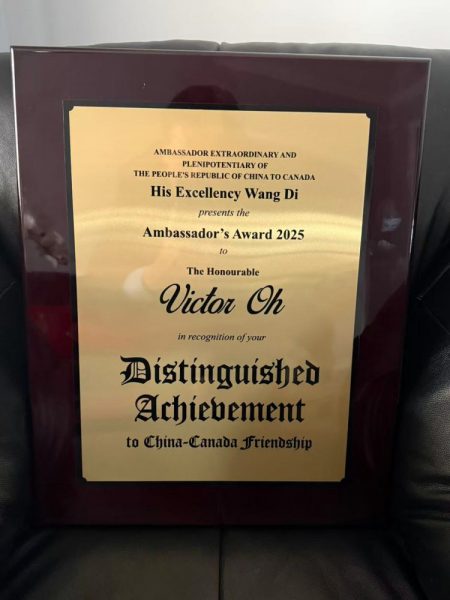 AMBASSADOR EXTRAORDINARY AND
PLENIPOTENTIARY OF
THE PEOPLE'S REPUBLIC OF CHINA TO CANADA
His Excellency Wang Di
presents the
Ambassador's Award 2025
to
The Honourable
Victor Oh
in recognition of your
Distinguished
Achievement
to China-Canada Friendship